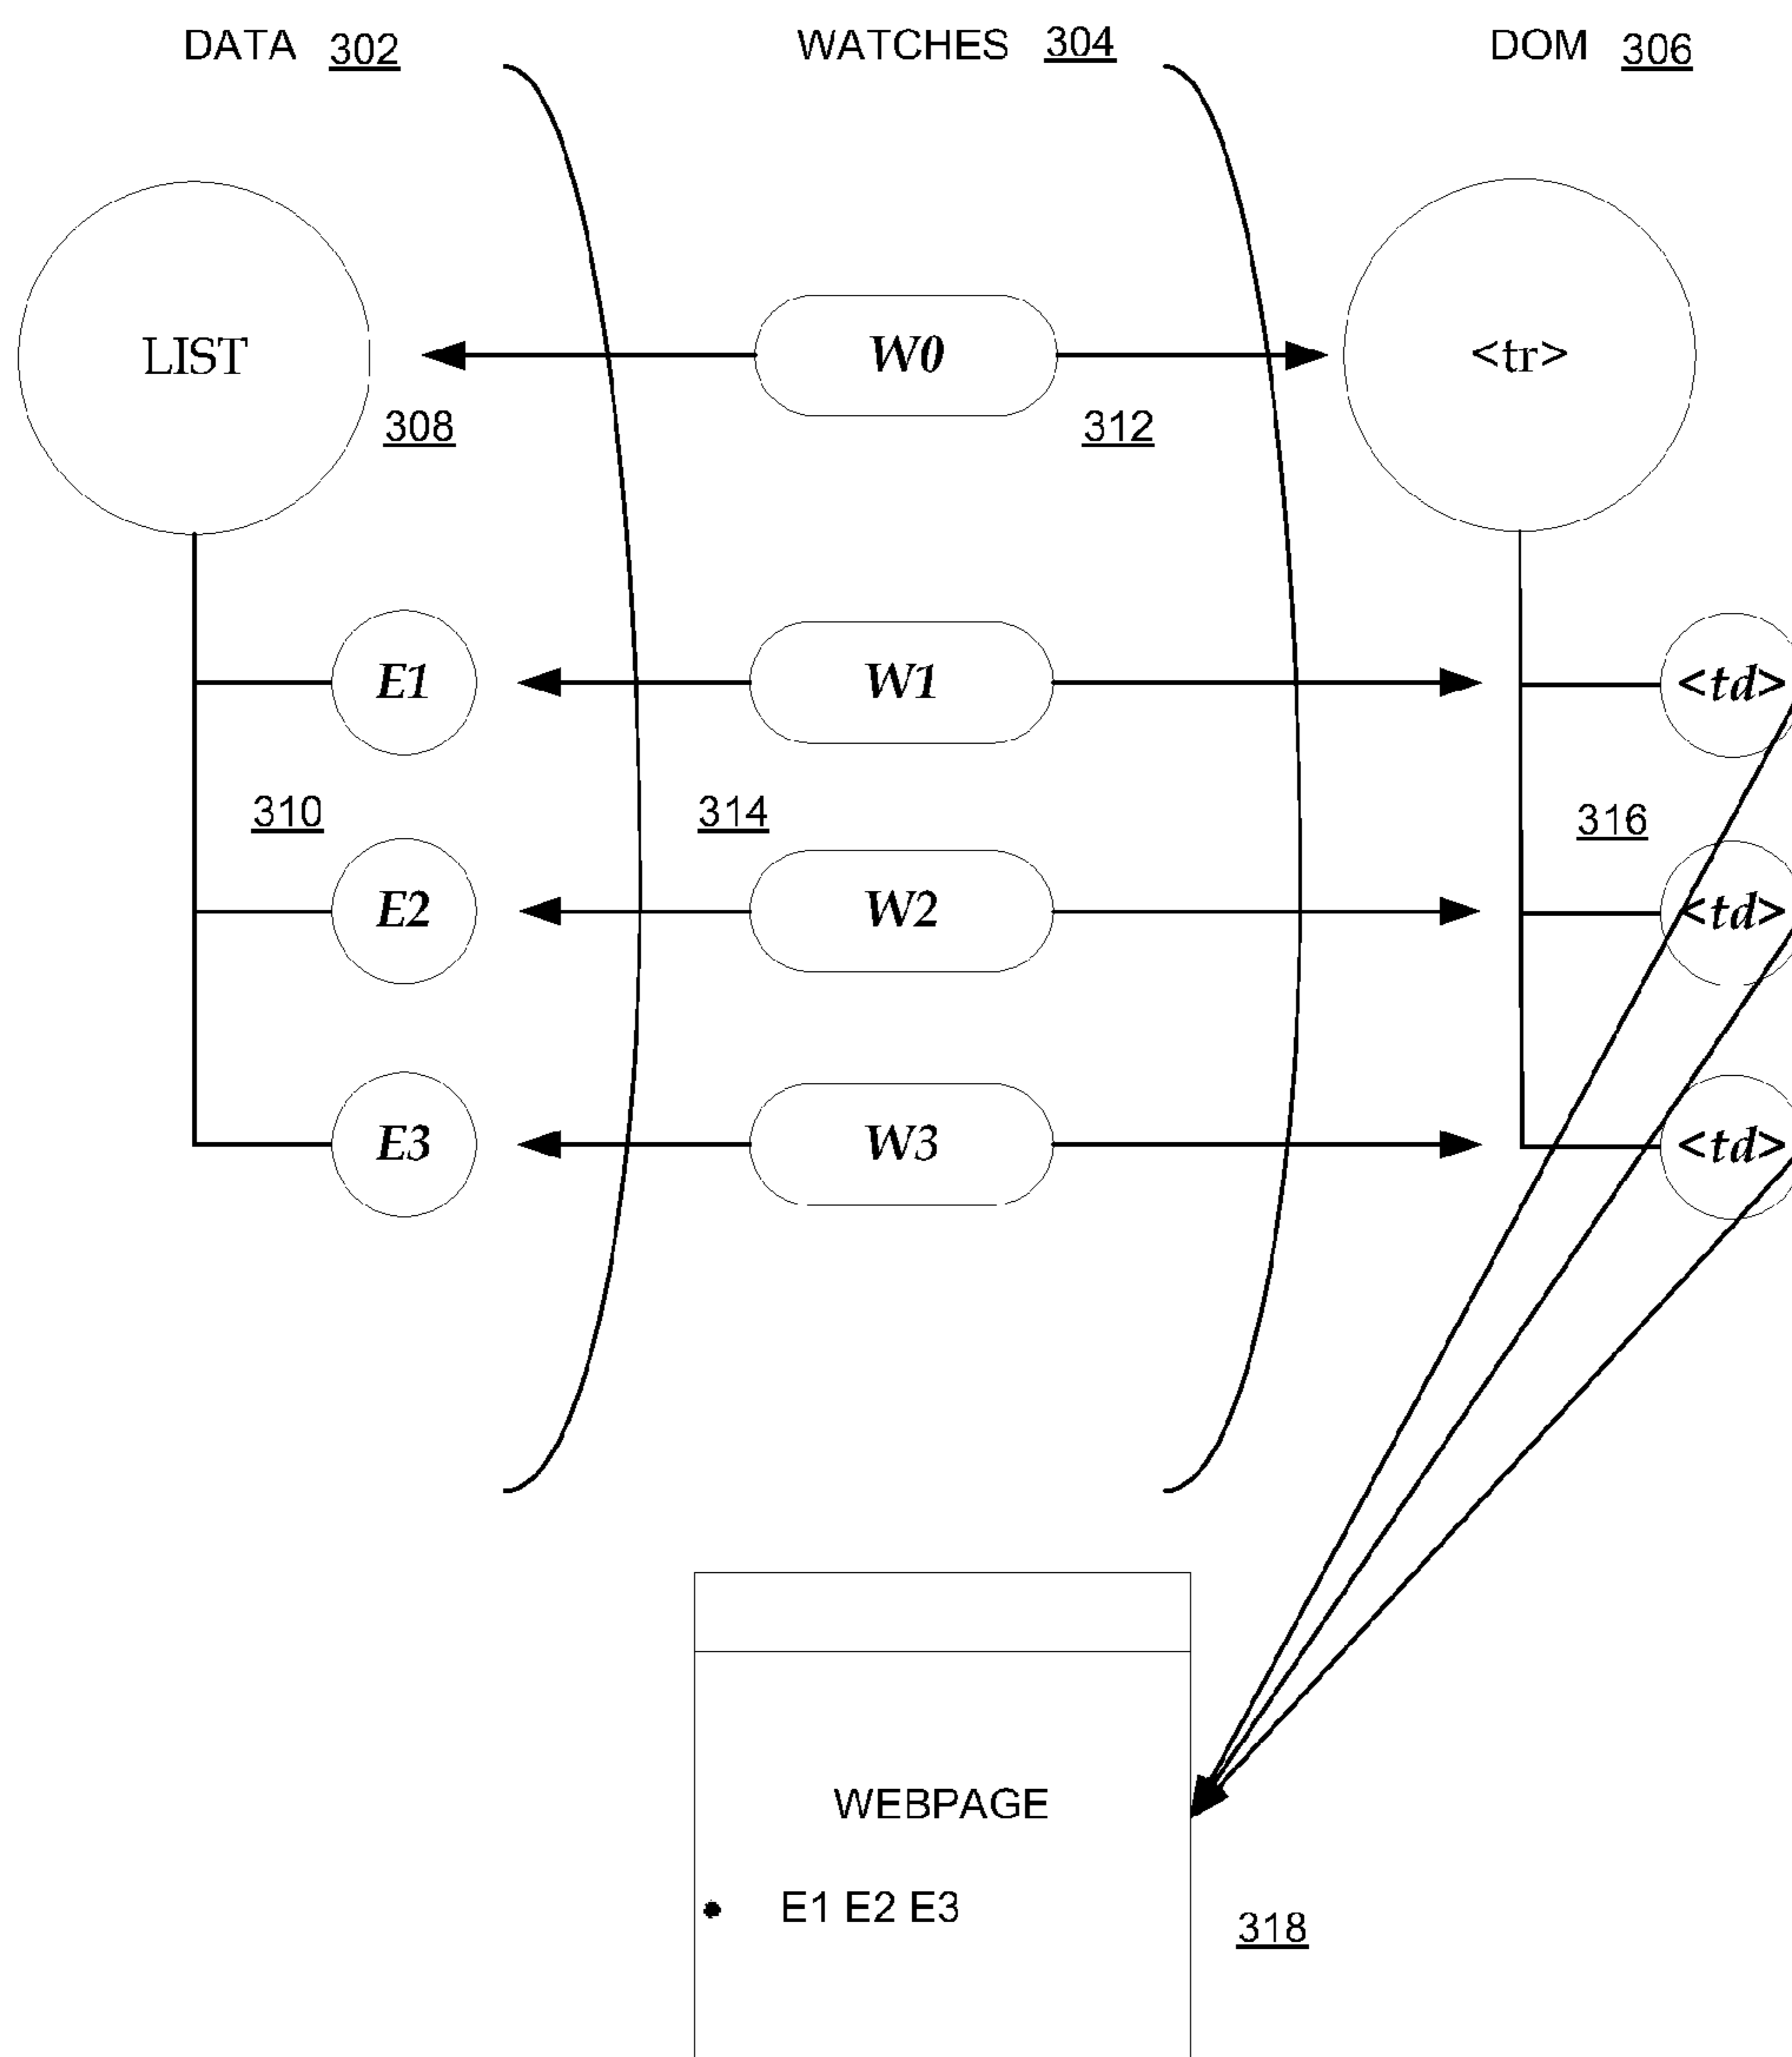 DATA 302 WATCHES 304 DOM 306
LIST W0 <tr>
308 312
E1 W1 <td>
310 314 316
E2 W2 <td>
E3 W3 <td>
WEBPAGE
• E1 E2 E3
318